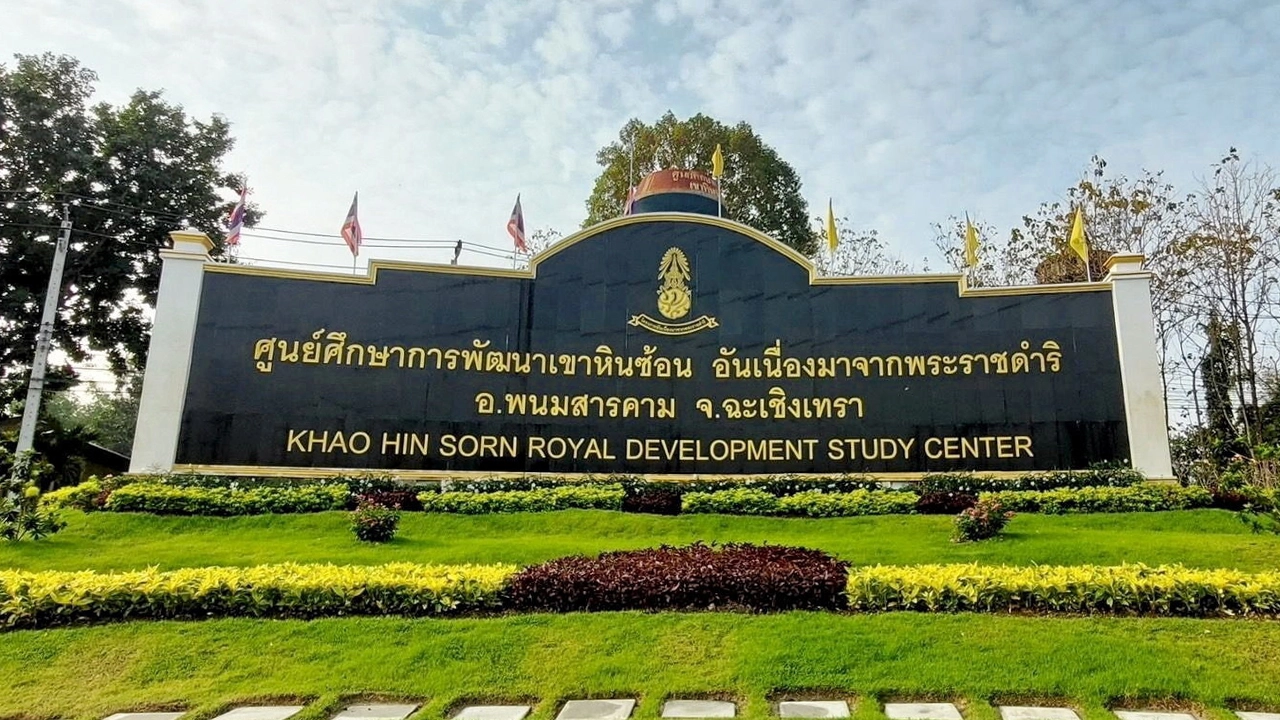 ศูนย์ศึกษาการพัฒนาเขาหินซ้อน อันเนื่องมาจากพระราชดำริ
อ.พนมสารคาม จ.ฉะเชิงเทรา
KHAO HIN SORN ROYAL DEVELOPMENT STUDY CENTER